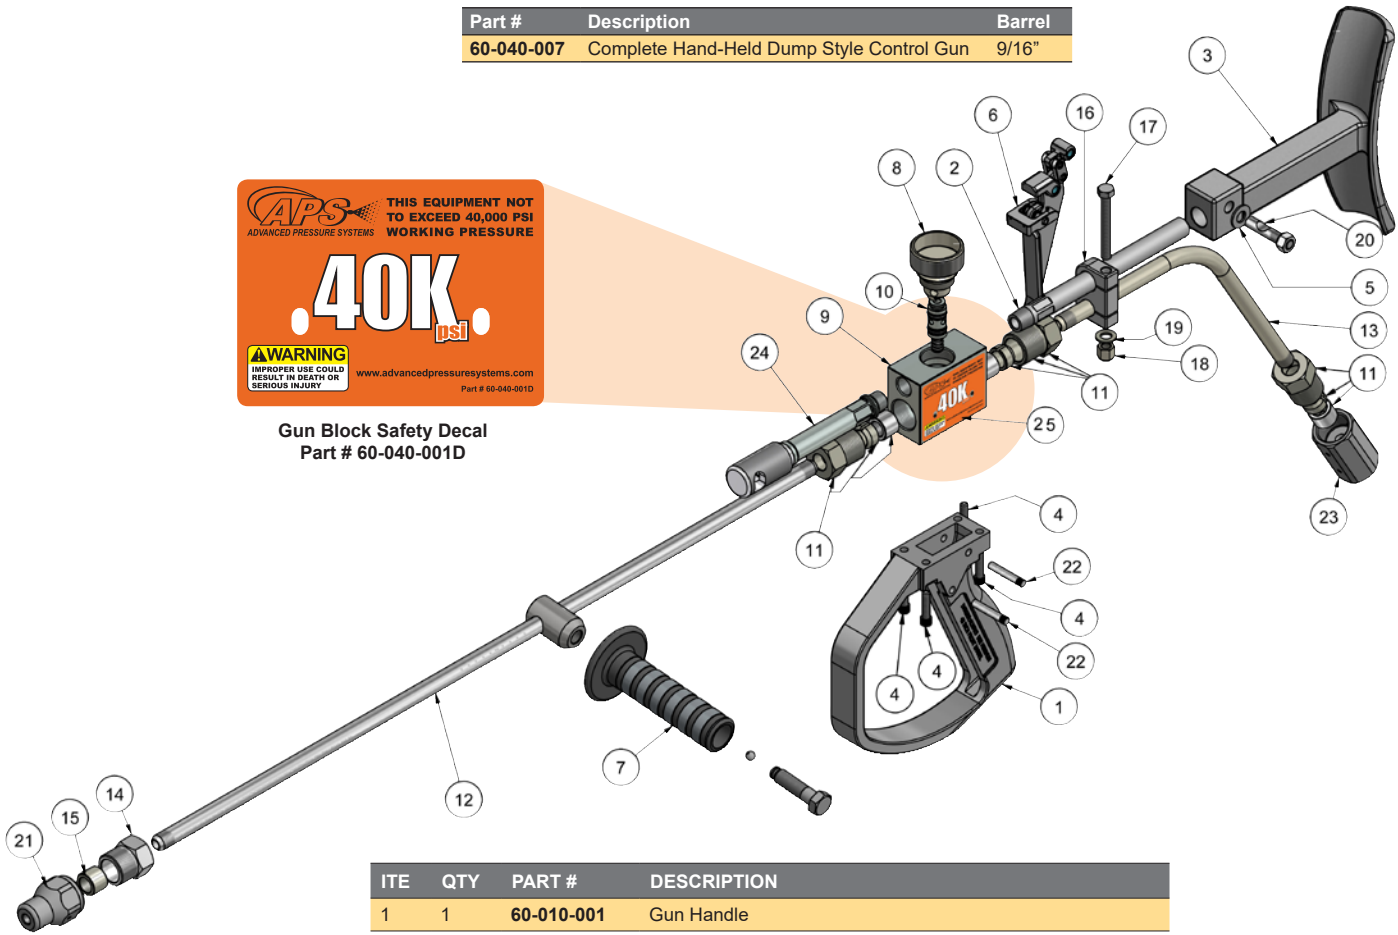 Part # Description Barrel
60-040-007 Complete Hand-Held Dump Style Control Gun 9/16”
3
6
16
17
8
2
20
10
5
9
19
13
24
18
11
11
25
APS
ADVANCED PRESSURE SYSTEMS
THIS EQUIPMENT NOT
TO EXCEED 40,000 PSI
WORKING PRESSURE
40K
psi
WARNING
IMPROPER USE COULD
RESULT IN DEATH OR
SERIOUS INJURY
www.advancedpressuresystems.com
Part # 60-040-001D
Gun Block Safety Decal
Part # 60-040-001D
APS
40K
23
4
11
22
4
22
4
4
1
7
12
14
15
21
ITE QTY PART # DESCRIPTION
1 1 60-010-001 Gun Handle